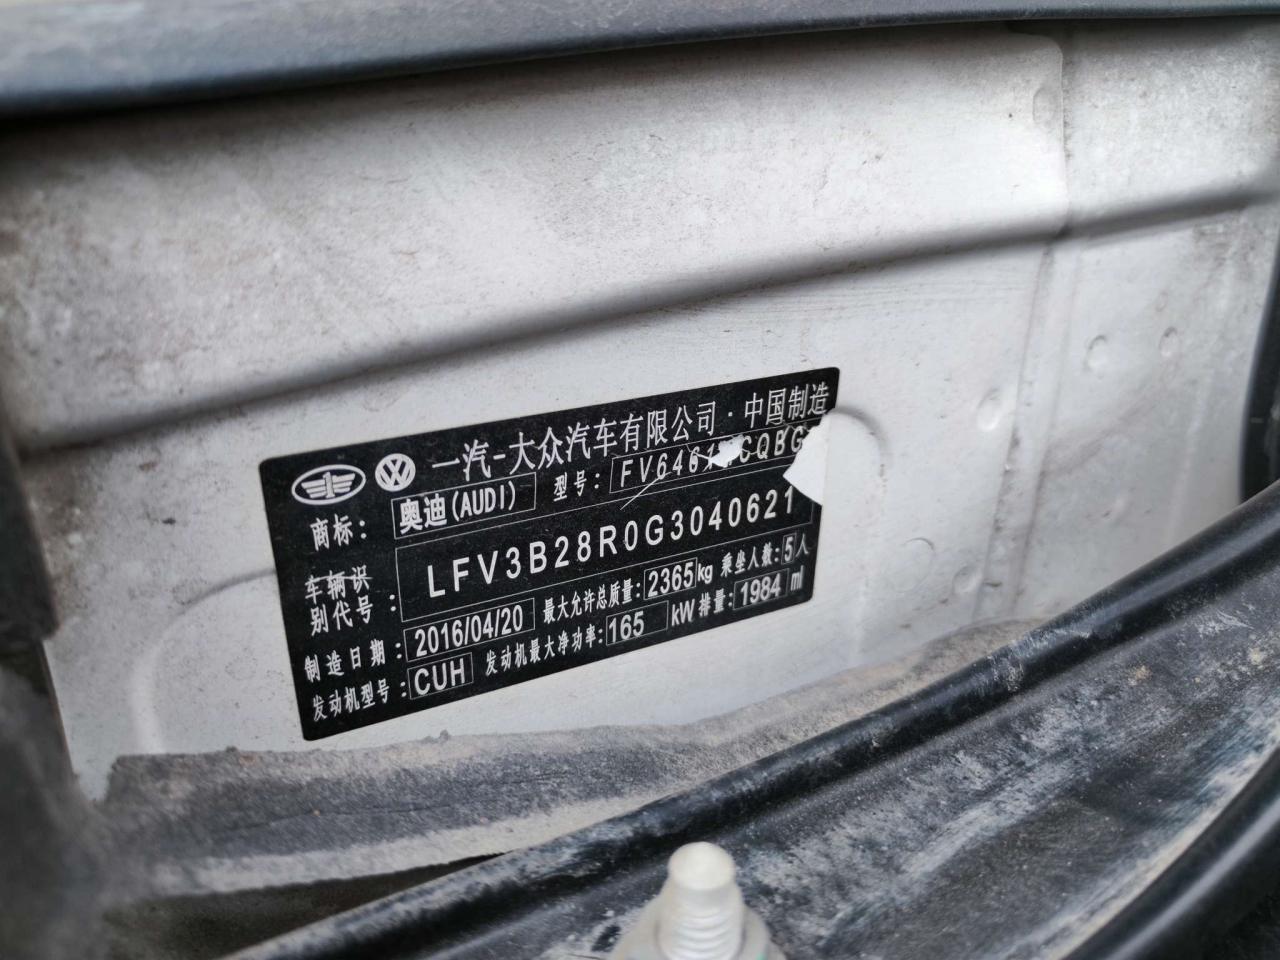 一汽-大众汽车有限公司·中国制造
商标: 奥迪(AUDI) 型号:
车辆识别代号: LFV3B28R0G3040621
制造日期: 2016/04/20 最大允许总质量: 2365kg 乘坐人数: 5人
发动机型号: CUH 发动机最大净功率: 165 kW 排量: 1984 ml